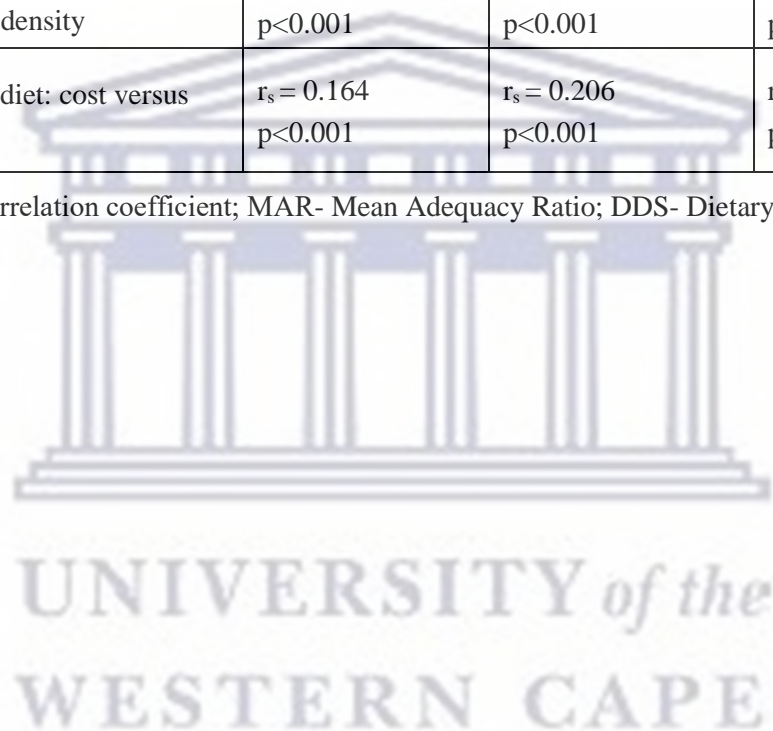 density p<0.001 p<0.001 p
diet: cost versus rₛ = 0.164 rₛ = 0.206 r
p<0.001 p<0.001 p
rrelation coefficient; MAR- Mean Adequacy Ratio; DDS- Dietary
UNIVERSITY of the
WESTERN CAPE